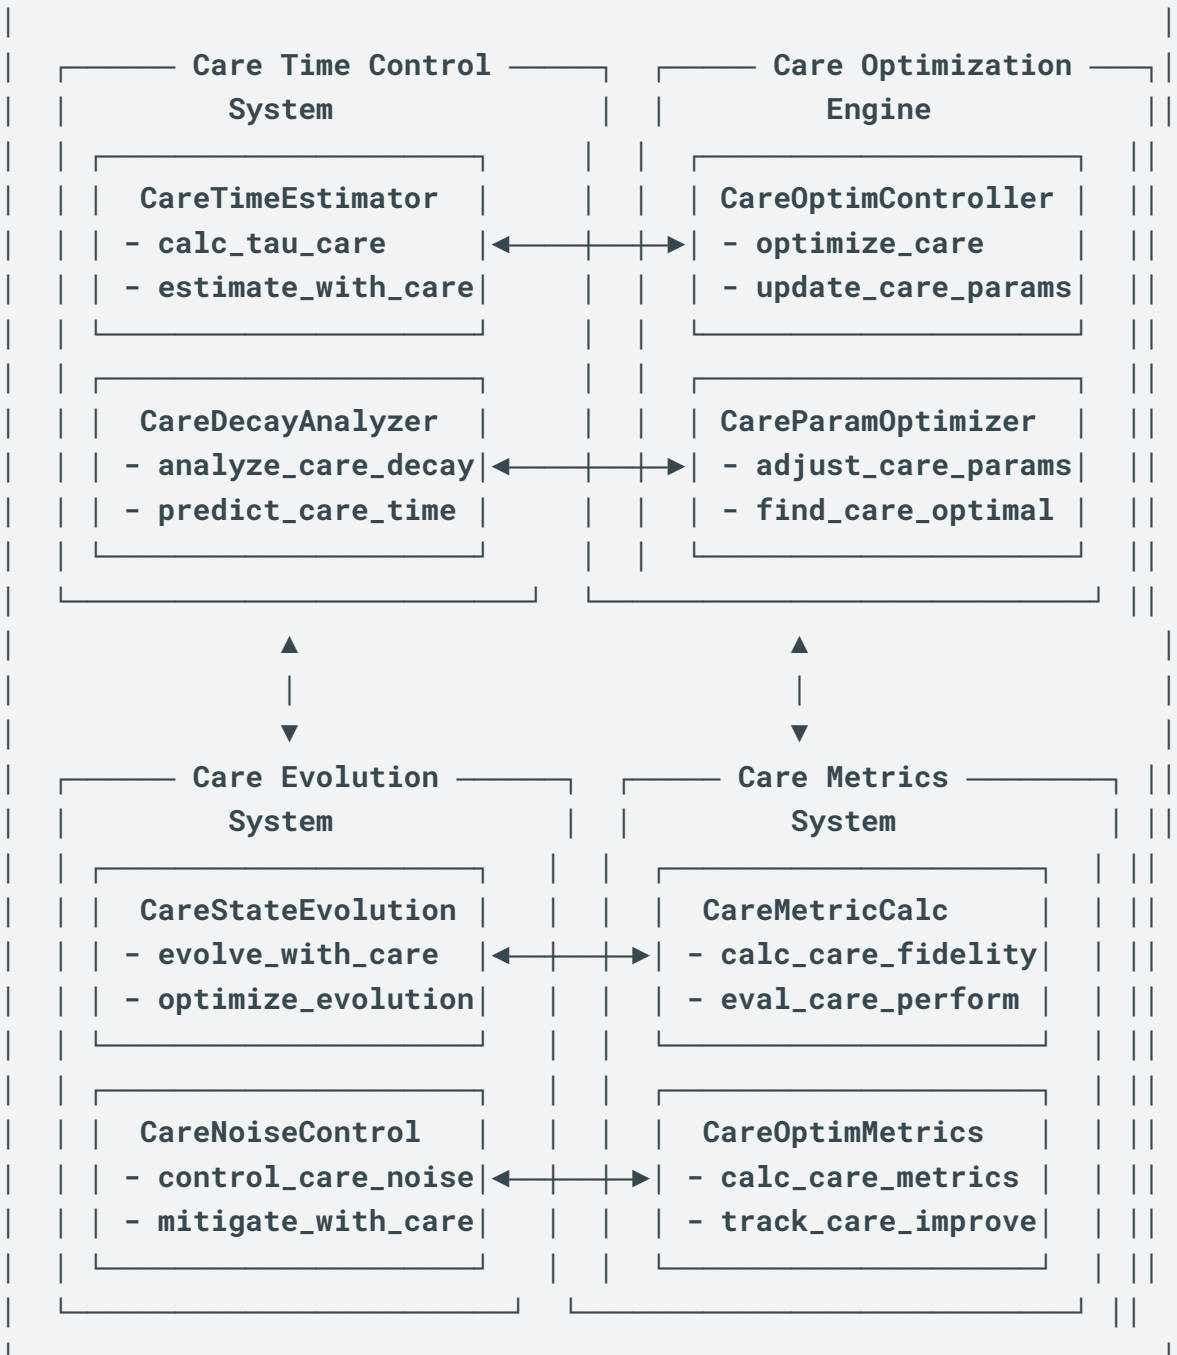 Care Time Control Care Optimization
System Engine
CareTimeEstimator CareOptimController
- calc_tau_care - optimize_care
- estimate_with_care - update_care_params
CareDecayAnalyzer CareParamOptimizer
- analyze_care_decay - adjust_care_params
- predict_care_time - find_care_optimal
Care Evolution Care Metrics
System System
CareStateEvolution CareMetricCalc
- evolve_with_care - calc_care_fidelity
- optimize_evolution - eval_care_perform
CareNoiseControl CareOptimMetrics
- control_care_noise - calc_care_metrics
- mitigate_with_care - track_care_improve